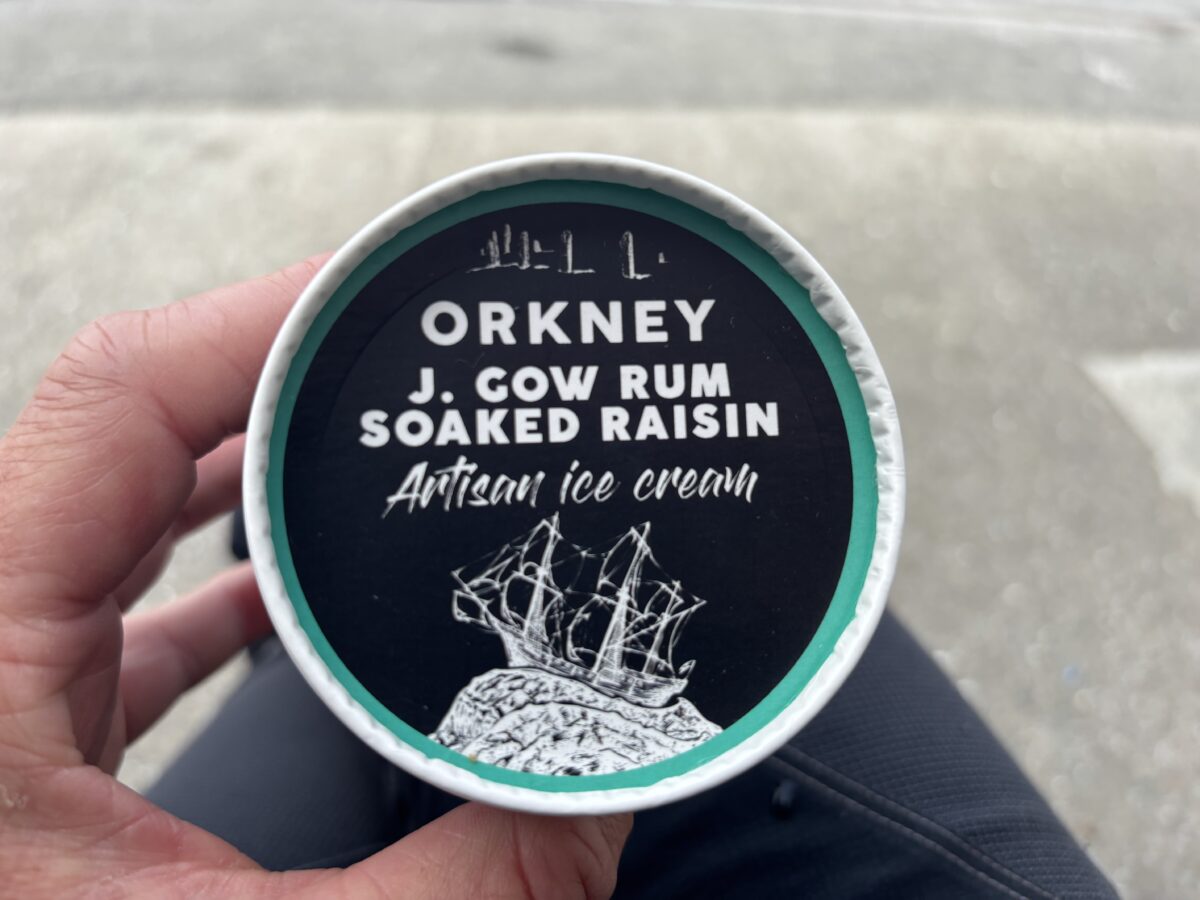 ORKNEY
J. GOW RUM
SOAKED RAISIN
Artisan ice cream